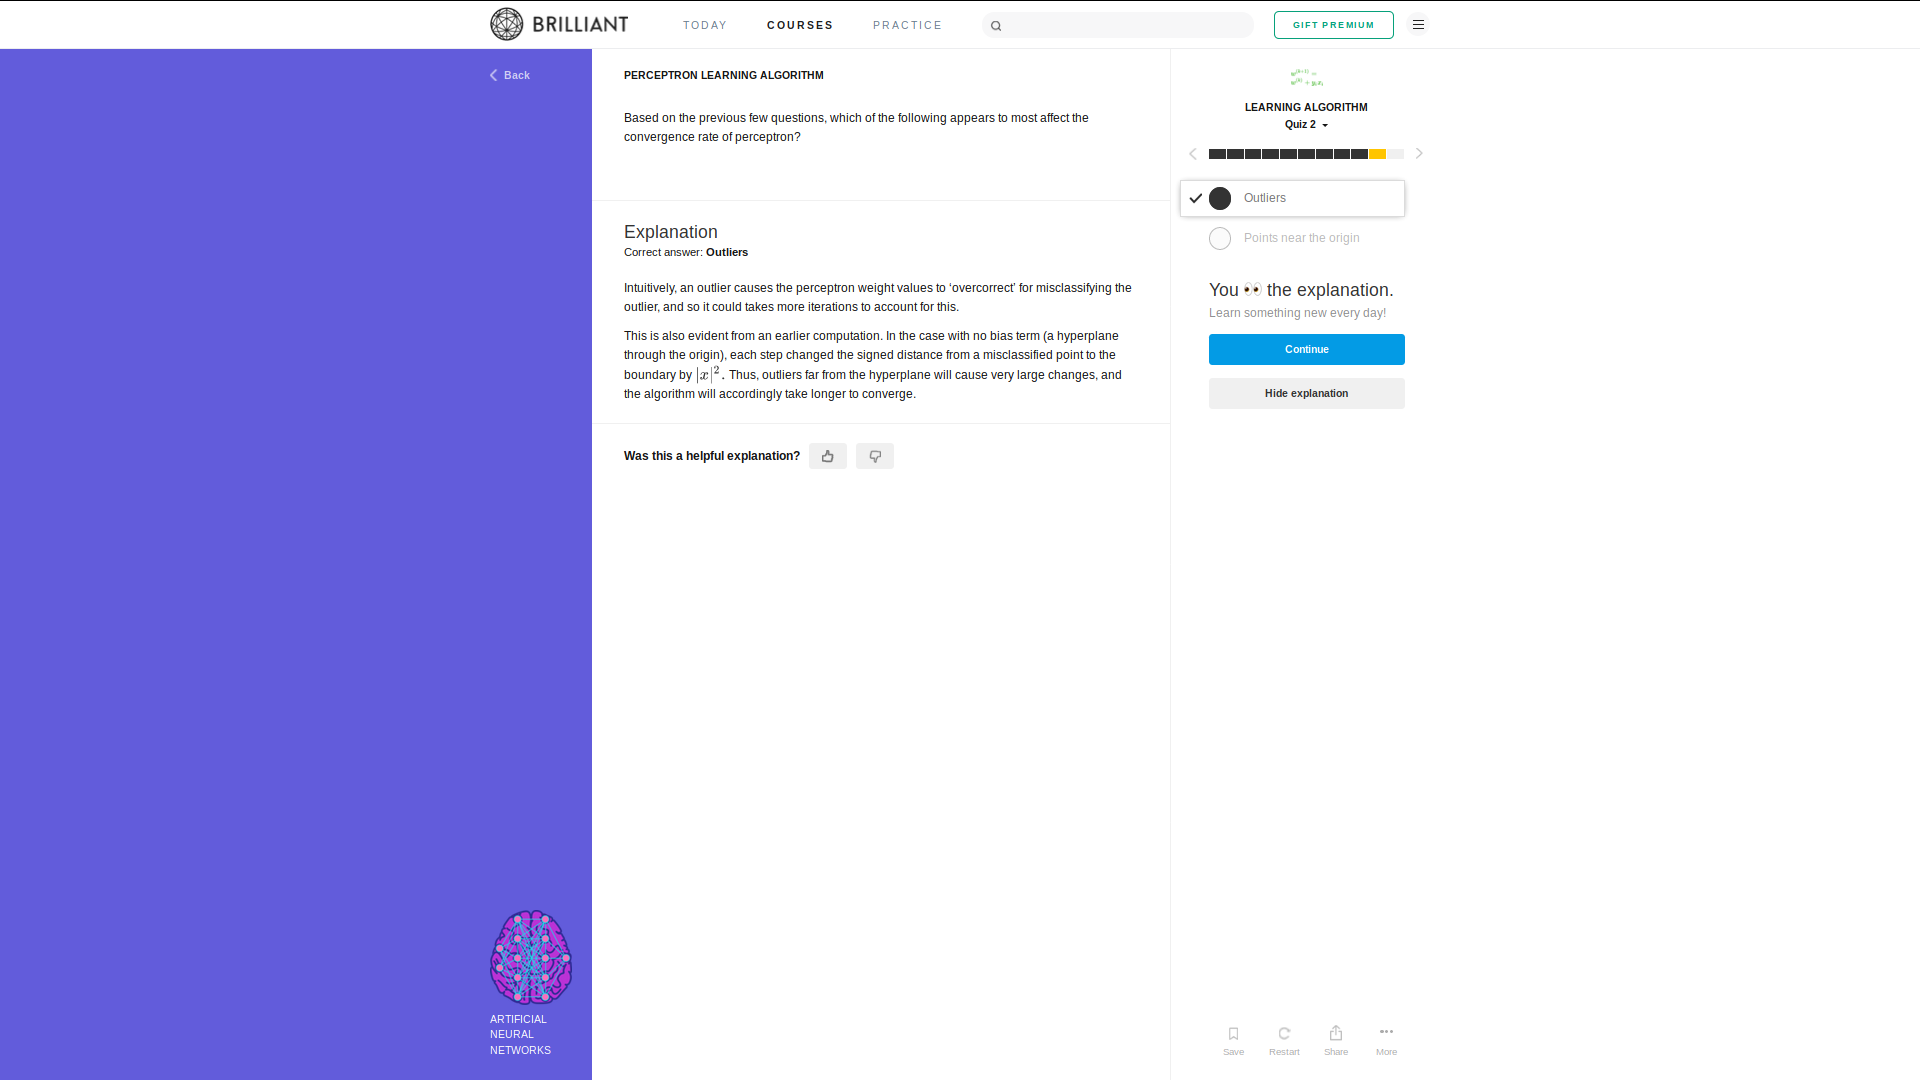 BRILLIANT
TODAY
COURSES
PRACTICE
GIFT PREMIUM
Back
PERCEPTRON LEARNING ALGORITHM
Based on the previous few questions, which of the following appears to most affect the
convergence rate of perceptron?
Explanation
Correct answer: Outliers
Intuitively, an outlier causes the perceptron weight values to ‘overcorrect’ for misclassifying the
outlier, and so it could takes more iterations to account for this.
This is also evident from an earlier computation. In the case with no bias term (a hyperplane
through the origin), each step changed the signed distance from a misclassified point to the
boundary by |x|². Thus, outliers far from the hyperplane will cause very large changes, and
the algorithm will accordingly take longer to converge.
Was this a helpful explanation?
LEARNING ALGORITHM
Quiz 2
Outliers
Points near the origin
You 👀 the explanation.
Learn something new every day!
Continue
Hide explanation
Save
Restart
Share
More
ARTIFICIAL
NEURAL
NETWORKS